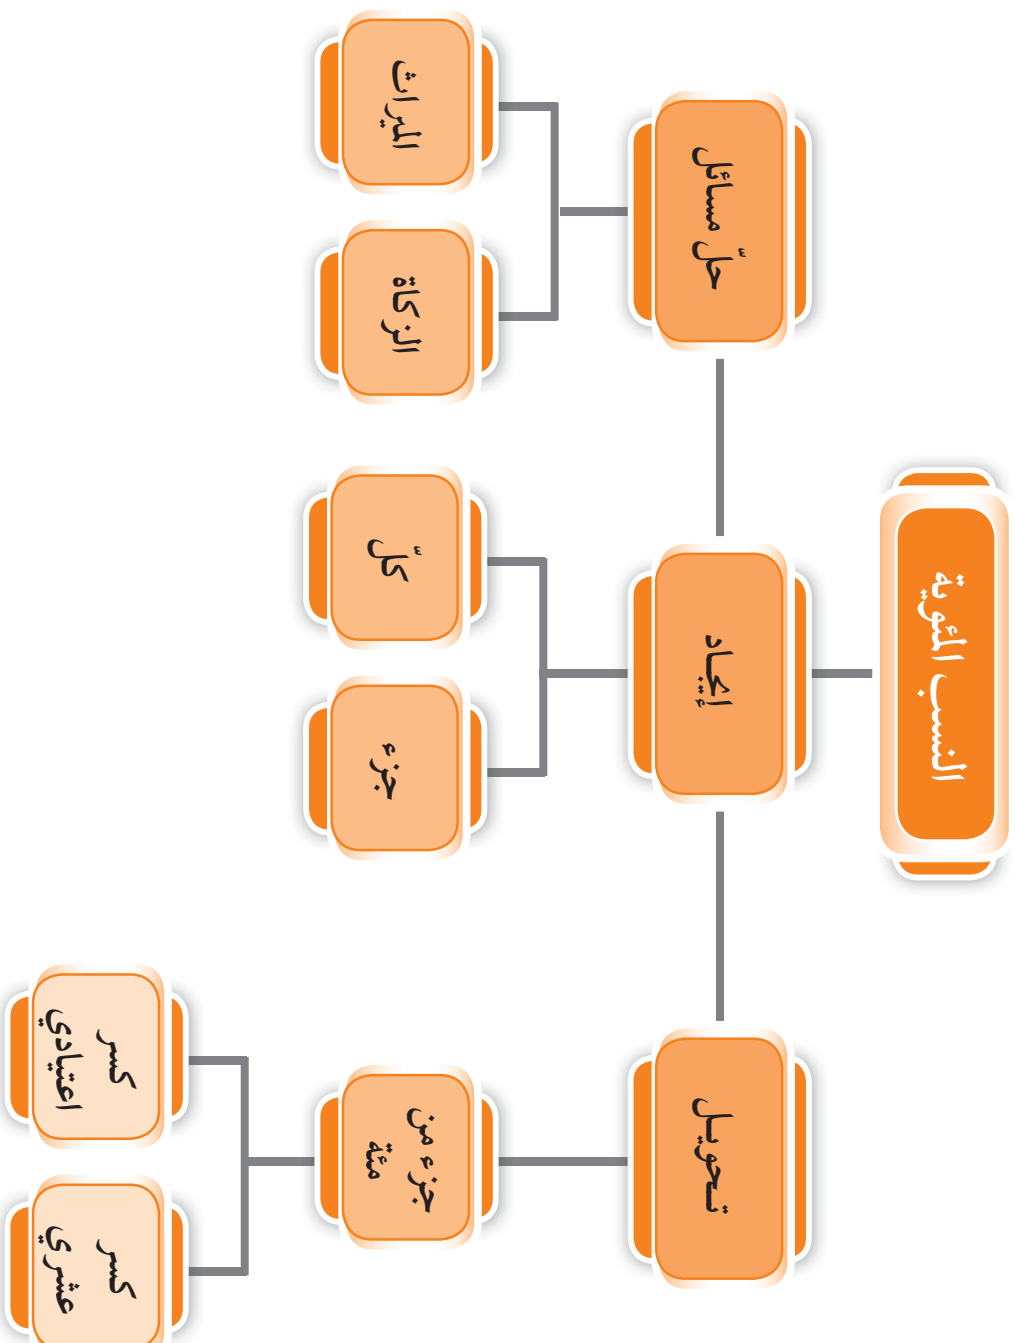 النسب المئوية
تحويل
إيجاد
حلّ مسائل
جزء من
مئة
جزء
كلّ
الزكاة
الميراث
كسر
عشري
كسر
اعتيادي